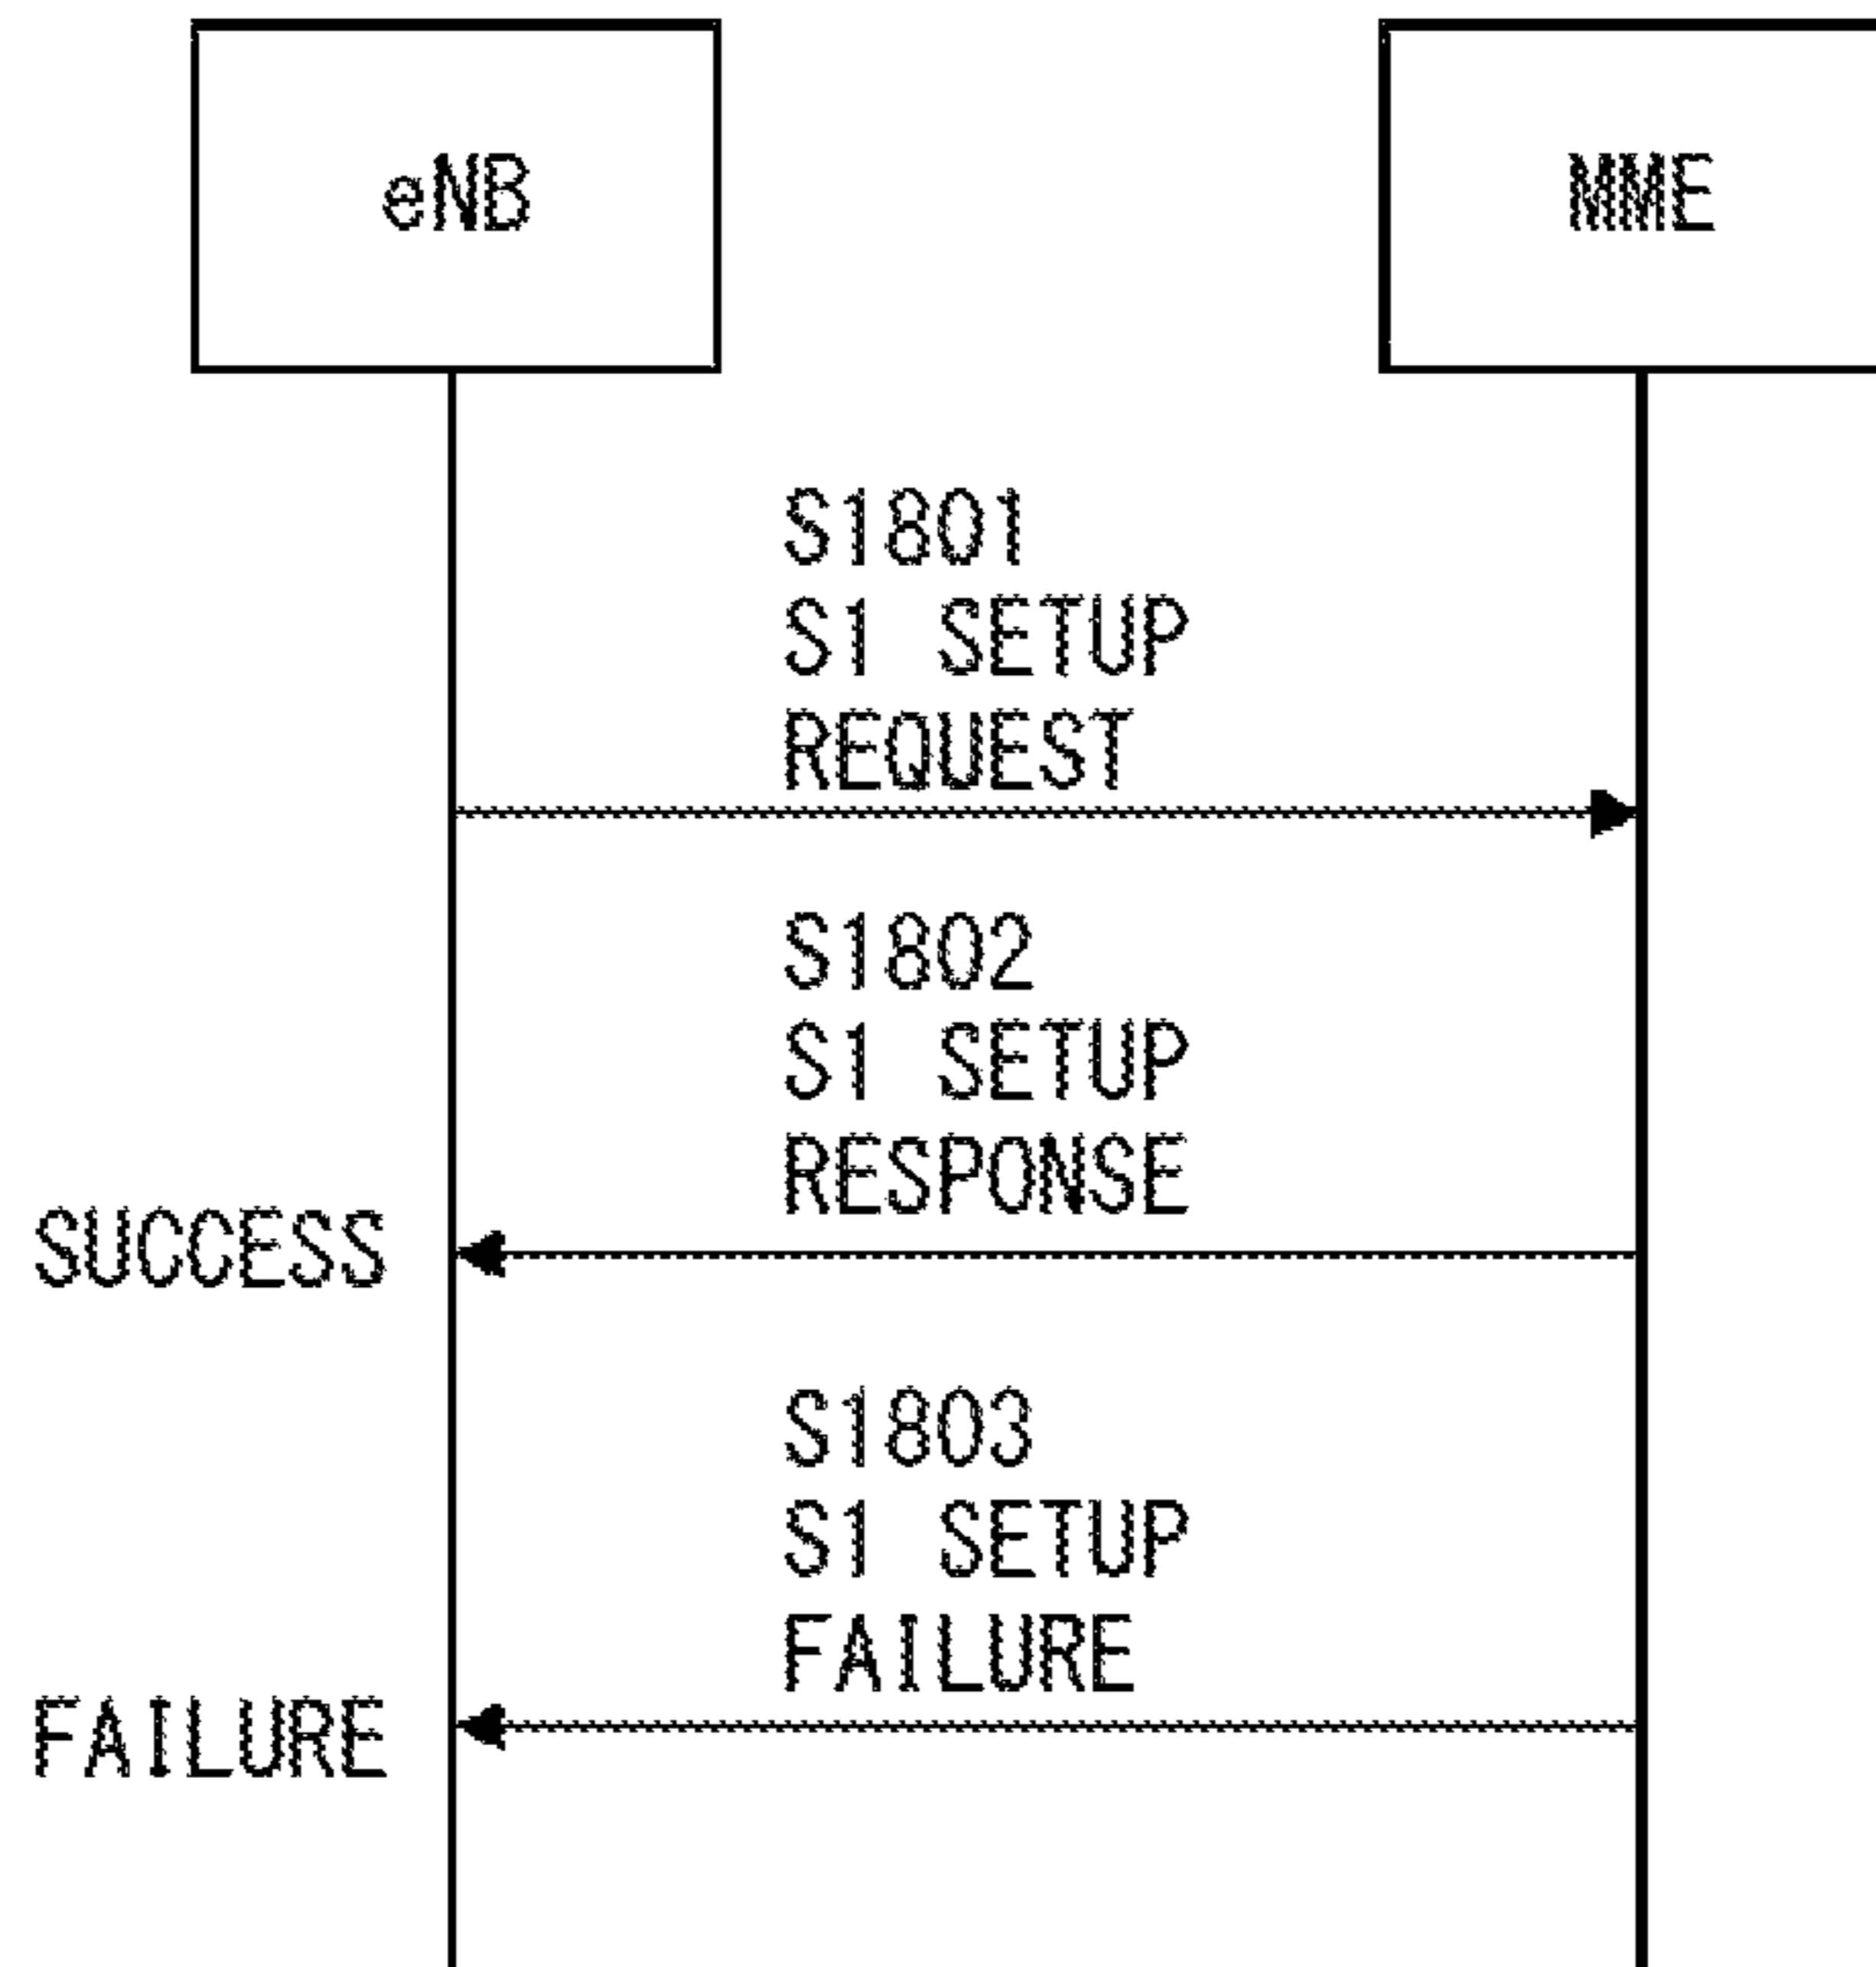 eNB
MME
S1801
S1 SETUP
REQUEST
S1802
S1 SETUP
RESPONSE
SUCCESS
S1803
S1 SETUP
FAILURE
FAILURE